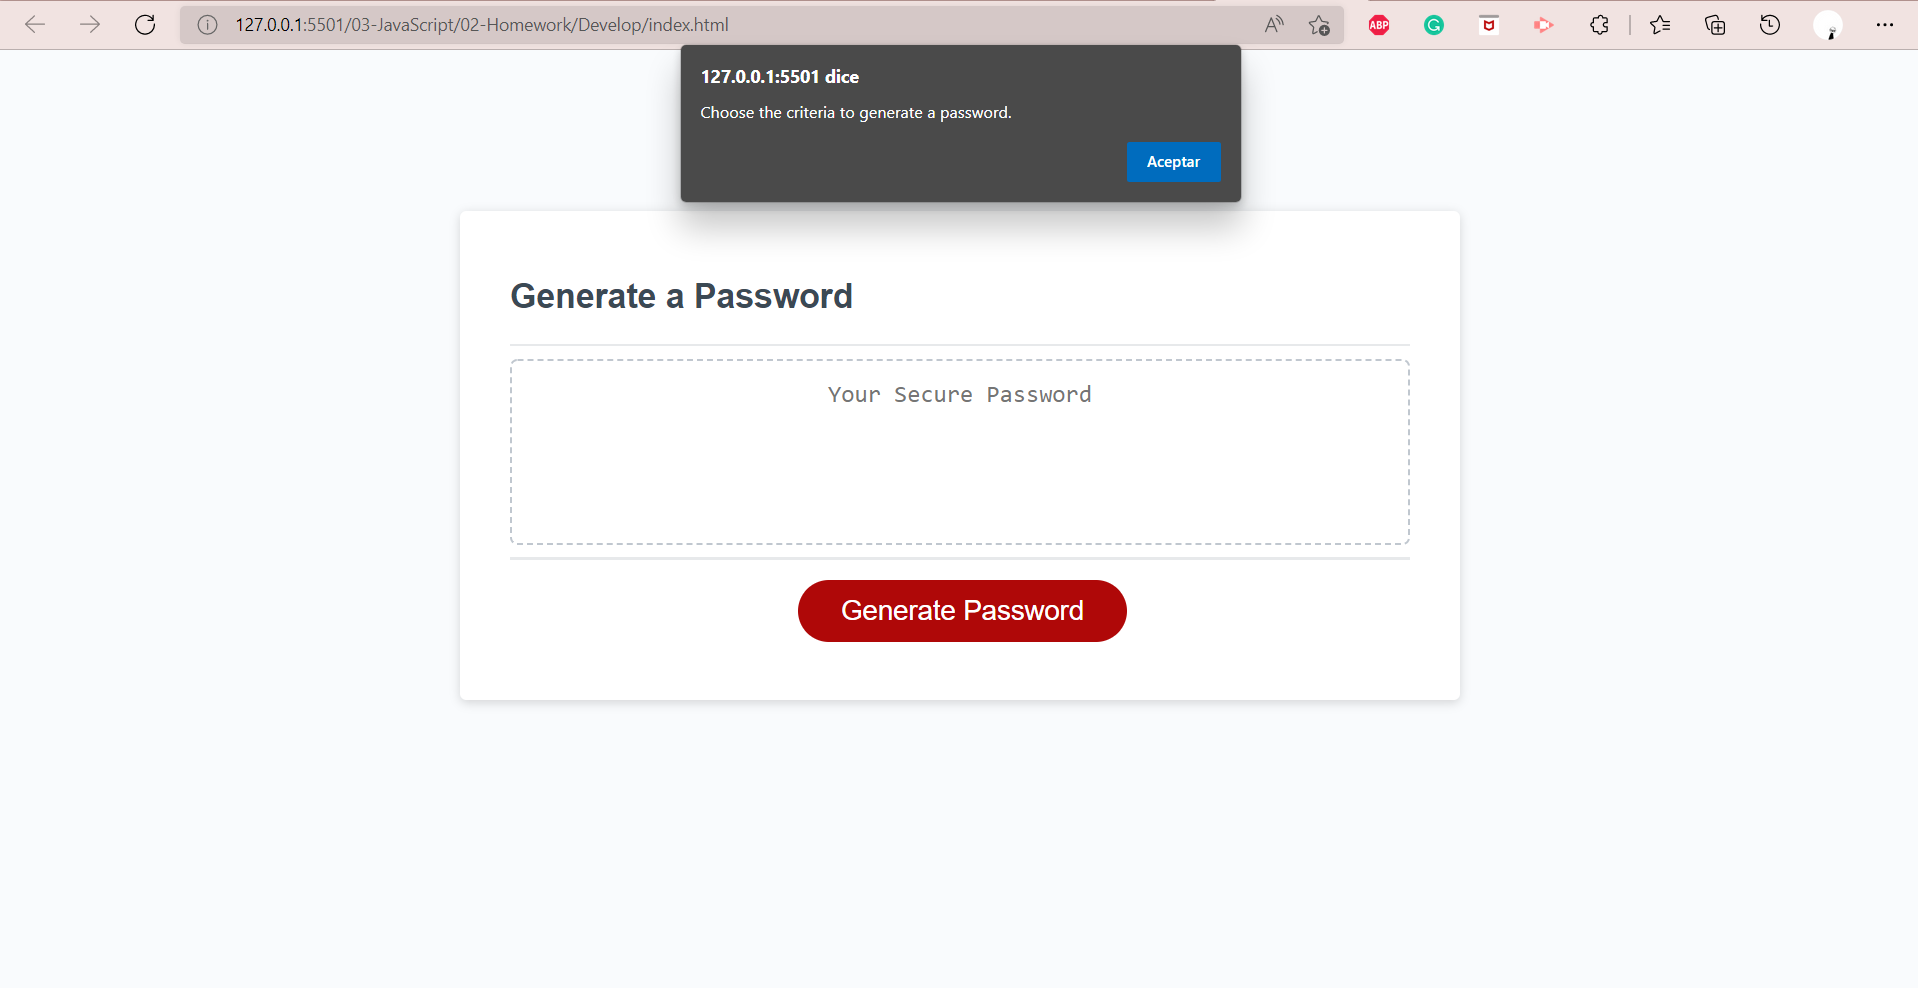 127.0.0.1:5501/03-JavaScript/02-Homework/Develop/index.html
A
ABP
G
127.0.0.1:5501 dice
Choose the criteria to generate a password.
Aceptar
Generate a Password
Your Secure Password
Generate Password